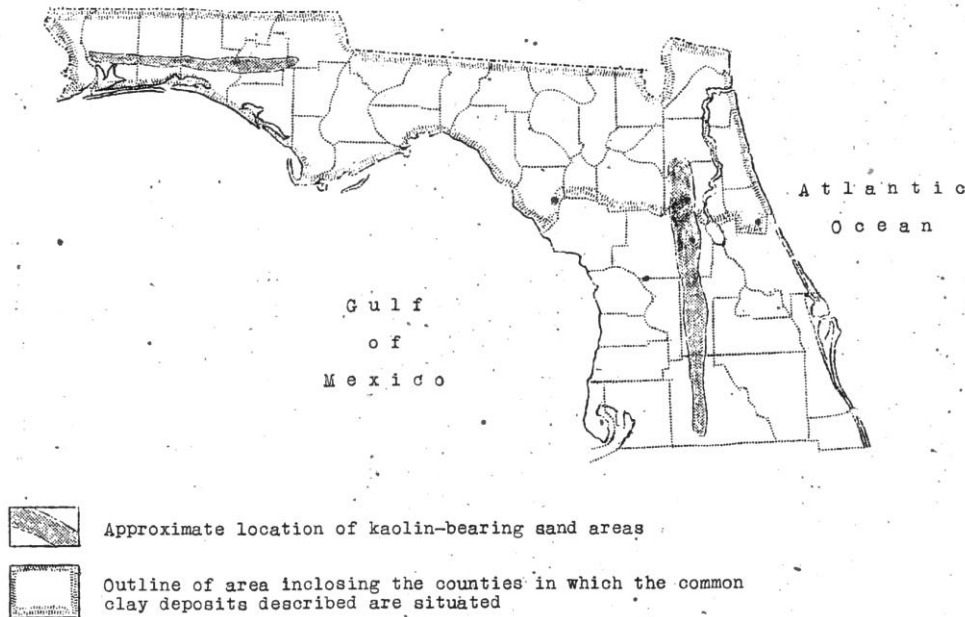 Atlantic
Ocean
Gulf
of
Mexico
Approximate location of kaolin-bearing sand areas
Outline of area inclosing the counties in which the common
clay deposits described are situated